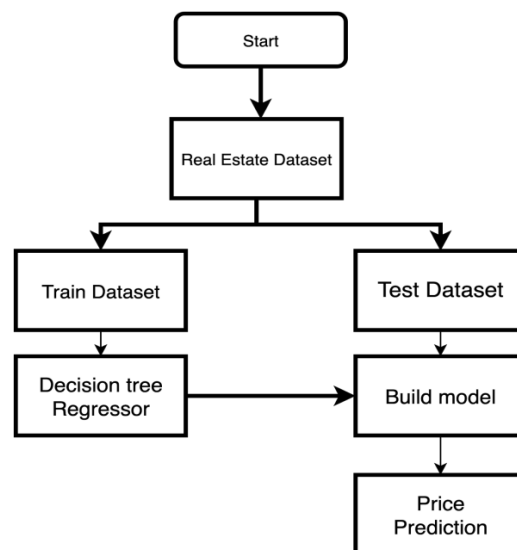 Start
Real Estate Dataset
Train Dataset
Test Dataset
Decision tree
Regressor
Build model
Price
Prediction